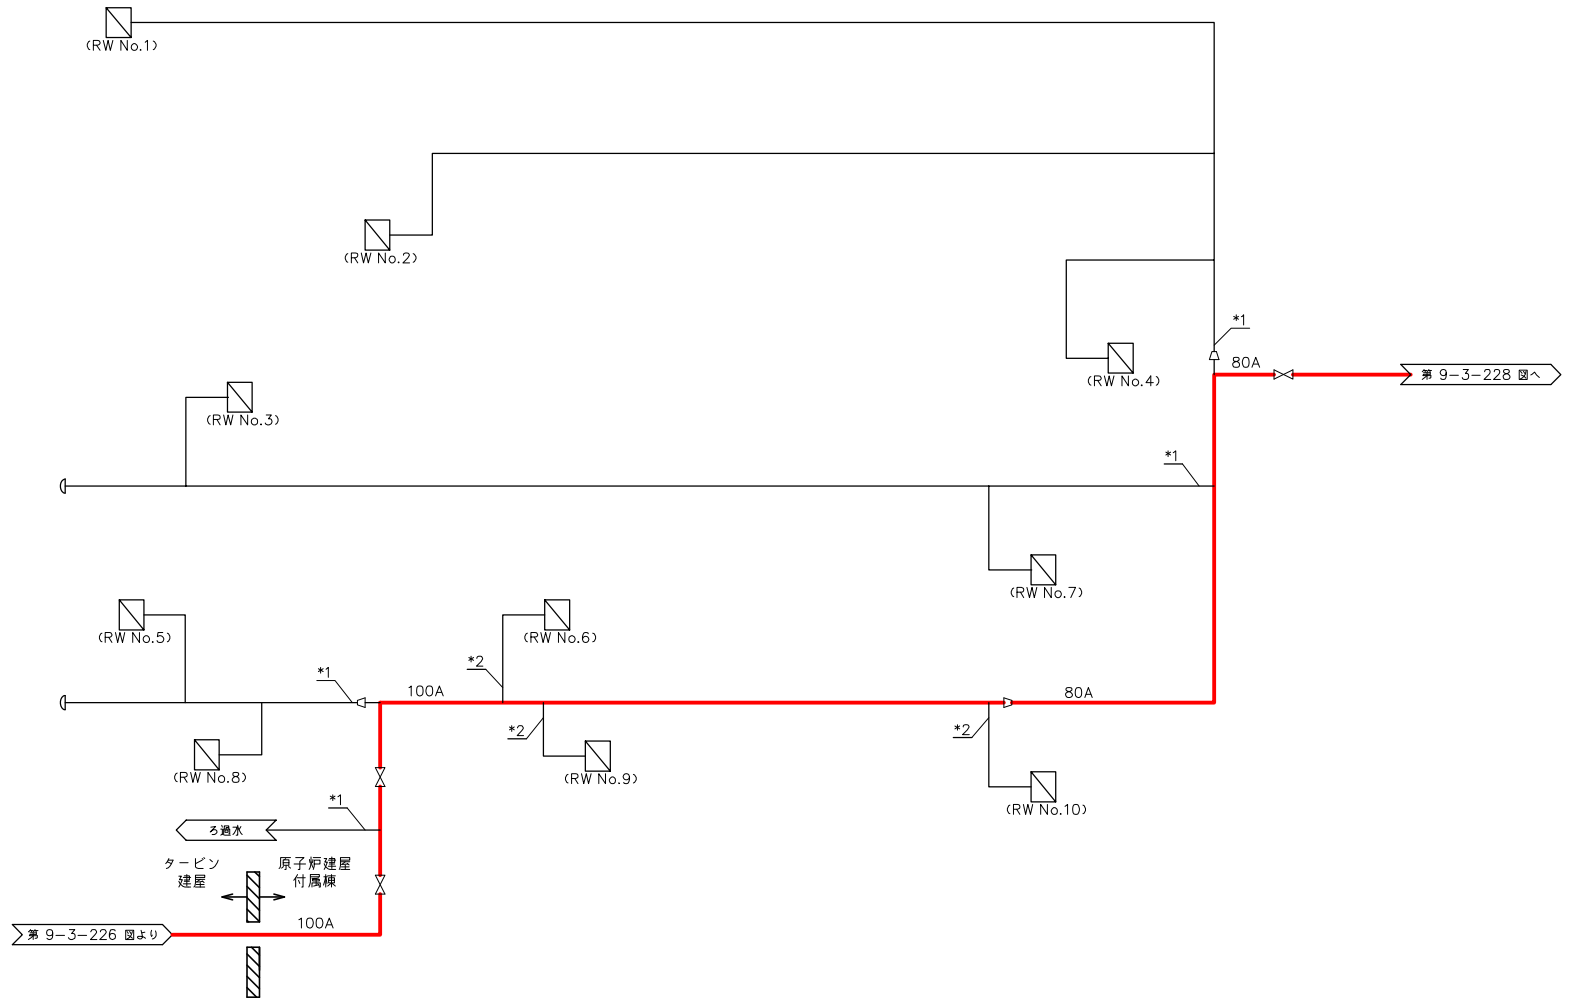 (RW No.1)
(RW No.2)
*1
80A
第 9-3-228 図へ
(RW No.4)
(RW No.3)
*1
(RW No.7)
(RW No.5)
(RW No.6)
*1
*2
100A
80A
*2
*2
(RW No.8)
(RW No.9)
(RW No.10)
*1
ろ過水
タービン
建屋
原子炉建屋
付属棟
100A
第 9-3-226 図より